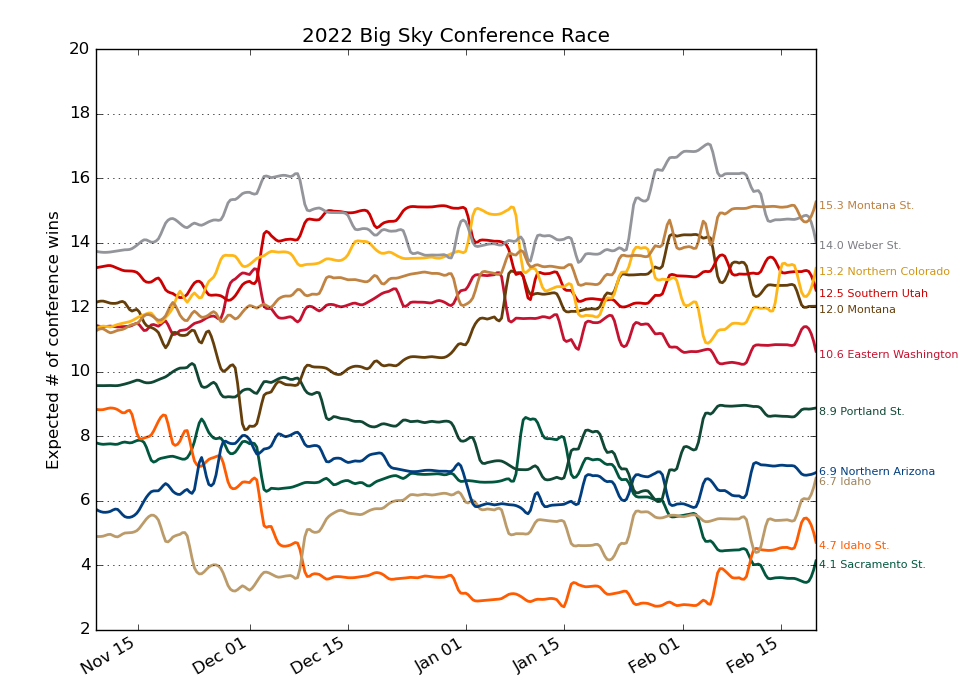 2022 Big Sky Conference Race
Expected # of conference wins
20
18
16
14
12
10
8
6
4
2
15.3 Montana St.
14.0 Weber St.
13.2 Northern Colorado
12.5 Southern Utah
12.0 Montana
10.6 Eastern Washington
8.9 Portland St.
6.9 Northern Arizona
6.7 Idaho
4.7 Idaho St.
4.1 Sacramento St.
Nov 15
Dec 01
Dec 15
Jan 01
Jan 15
Feb 01
Feb 15